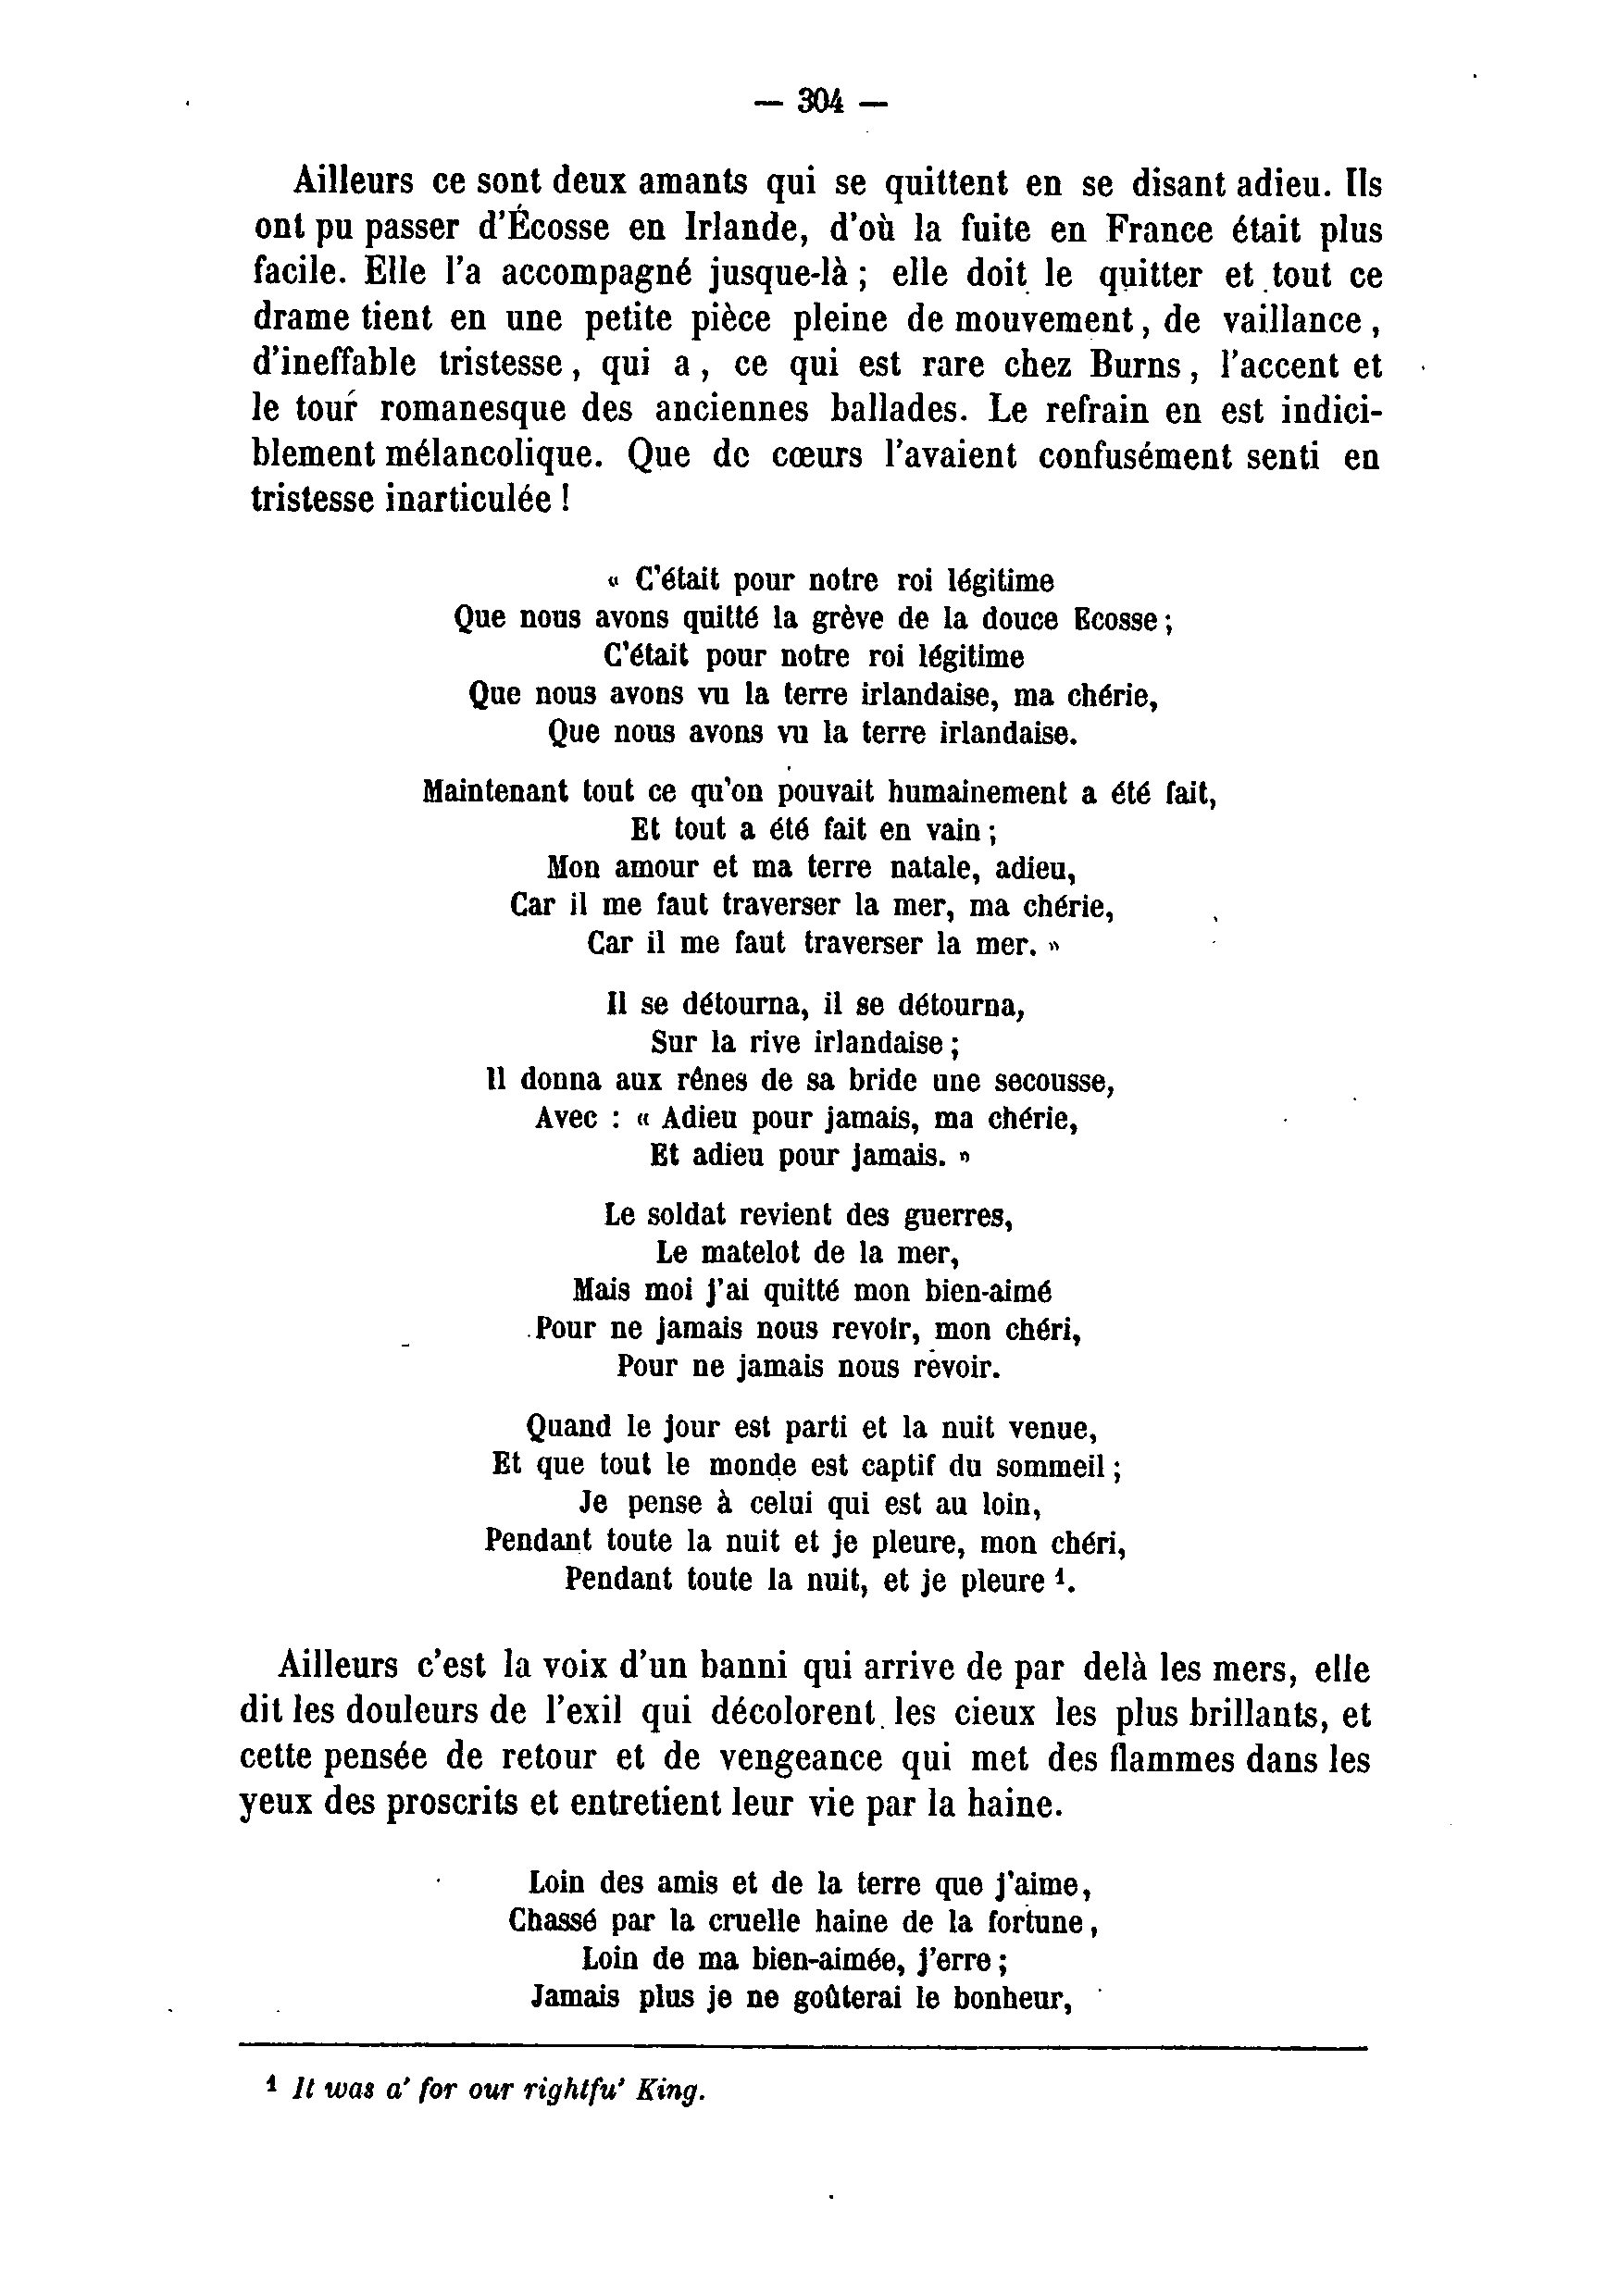 — 304 —
Ailleurs ce sont deux amants qui se quittent en se disant adieu. Ils
ont pu passer d'Écosse en Irlande, d'où la fuite en France était plus
facile. Elle l'a accompagné jusque-là ; elle doit le quitter et tout ce
drame tient en une petite pièce pleine de mouvement, de vaillance,
d'ineffable tristesse, qui a, ce qui est rare chez Burns, l'accent et
le tour romanesque des anciennes ballades. Le refrain en est indici-
blement mélancolique. Que de cœurs l'avaient confusément senti en
tristesse inarticulée !
« C'était pour notre roi légitime
Que nous avons quitté la grève de la douce Ecosse ;
C'était pour notre roi légitime
Que nous avons vu la terre irlandaise, ma chérie,
Que nous avons vu la terre irlandaise.
Maintenant tout ce qu'on pouvait humainement a été fait,
Et tout a été fait en vain ;
Mon amour et ma terre natale, adieu,
Car il me faut traverser la mer, ma chérie,
Car il me faut traverser la mer. »
Il se détourna, il se détourna,
Sur la rive irlandaise ;
Il donna aux rênes de sa bride une secousse,
Avec : « Adieu pour jamais, ma chérie,
Et adieu pour jamais. »
Le soldat revient des guerres,
Le matelot de la mer,
Mais moi j'ai quitté mon bien-aimé
Pour ne jamais nous revoir, mon chéri,
Pour ne jamais nous revoir.
Quand le jour est parti et la nuit venue,
Et que tout le monde est captif du sommeil ;
Je pense à celui qui est au loin,
Pendant toute la nuit et je pleure, mon chéri,
Pendant toute la nuit, et je pleure ¹.
Ailleurs c'est la voix d'un banni qui arrive de par delà les mers, elle
dit les douleurs de l'exil qui décolorent les cieux les plus brillants, et
cette pensée de retour et de vengeance qui met des flammes dans les
yeux des proscrits et entretient leur vie par la haine.
Loin des amis et de la terre que j'aime,
Chassé par la cruelle haine de la fortune,
Loin de ma bien-aimée, j'erre ;
Jamais plus je ne goûterai le bonheur,
¹ It was a' for our rightfu' King.